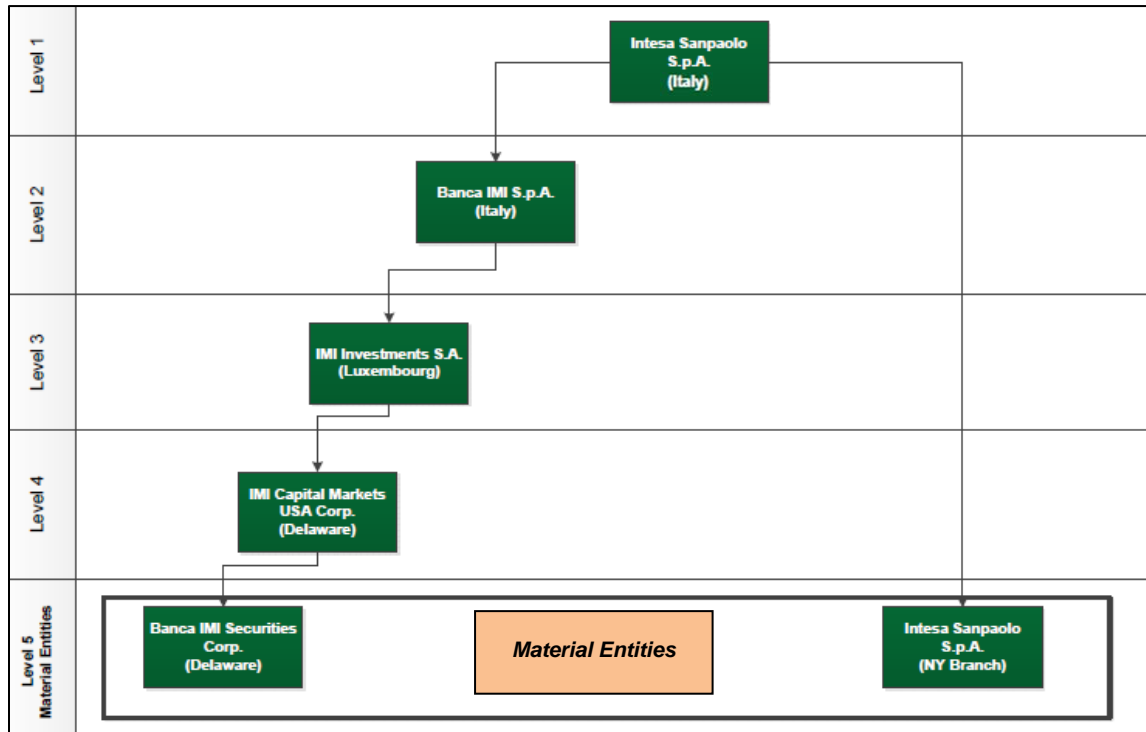 Level 1
Intesa Sanpaolo
S.p.A.
(Italy)
Level 2
Banca IMI S.p.A.
(Italy)
Level 3
IMI Investments S.A.
(Luxembourg)
Level 4
IMI Capital Markets
USA Corp.
(Delaware)
Level 5
Material Entities
Banca IMI Securities
Corp.
(Delaware)
Material Entities
Intesa Sanpaolo
S.p.A.
(NY Branch)